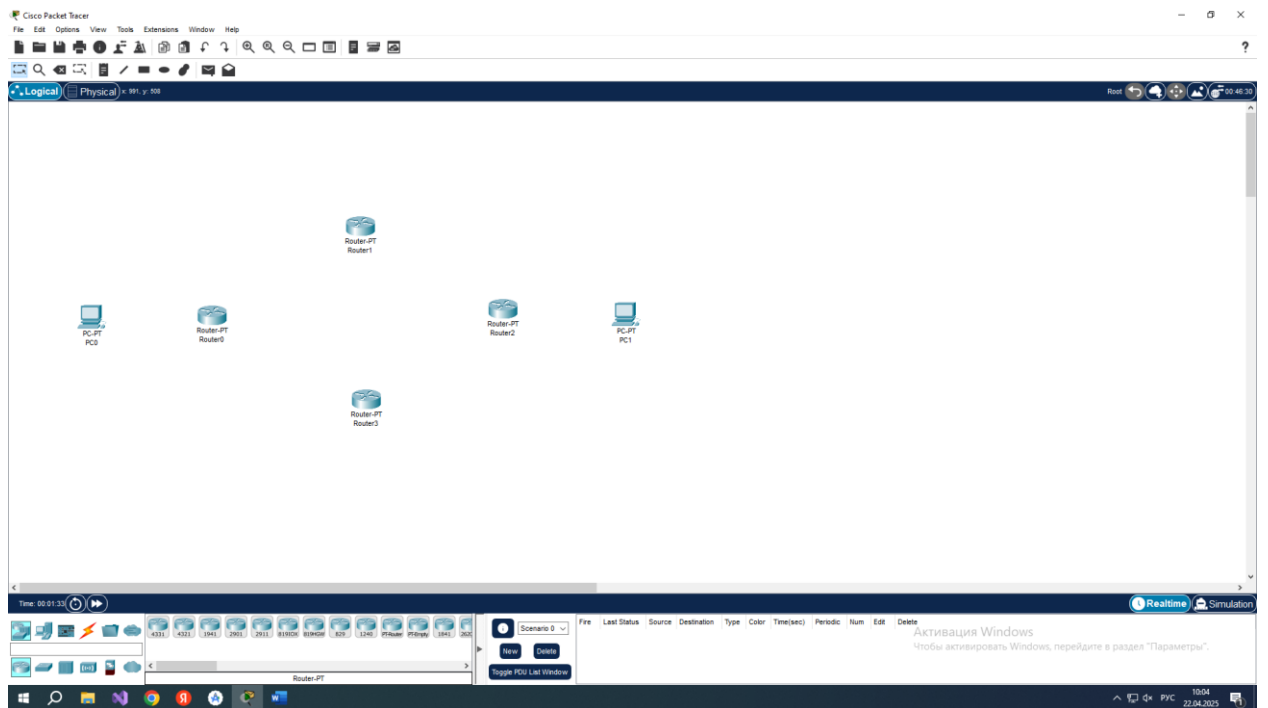 Cisco Packet Tracer
File Edit Options View Tools Extensions Window Help
?
Logical Physical x: 991, y: 508 Root 00:46:30
Router-PT
Router1
PC-PT
PC0
Router-PT
Router0
Router-PT
Router2
PC-PT
PC1
Router-PT
Router3
Time: 00:01:33 Realtime Simulation
4331 4321 1941 2901 2911 819IOX 819HGW 829 1240 PT-Router PT-Empty 1841 2620
Router-PT
Scenario 0
New Delete
Toggle PDU List Window
Fire Last Status Source Destination Type Color Time(sec) Periodic Num Edit Delete
Активация Windows
Чтобы активировать Windows, перейдите в раздел "Параметры".
РУС 10:04
22.04.2025